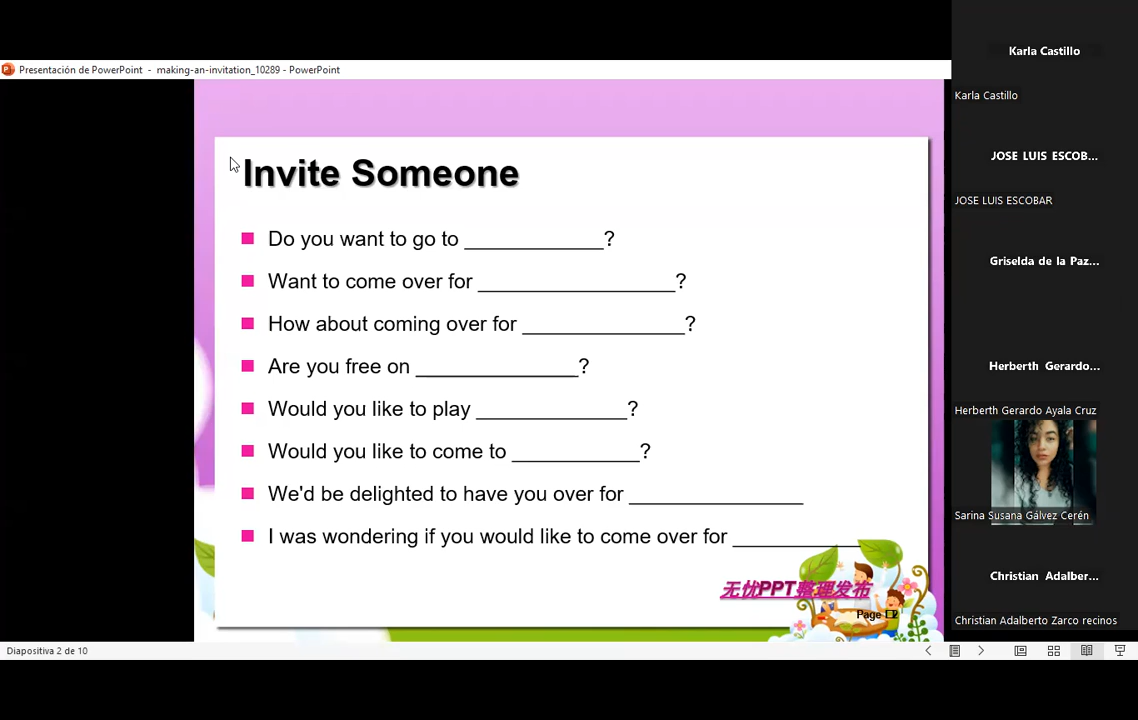 Presentación de PowerPoint - making-an-invitation_10289 - PowerPoint
Invite Someone
Do you want to go to ____________?
Want to come over for _________________?
How about coming over for ______________?
Are you free on ______________?
Would you like to play _____________?
Would you like to come to ___________?
We'd be delighted to have you over for _______________
I was wondering if you would like to come over for ___________
无忧PPT整理发布
Page
Diapositiva 2 de 10
Karla Castillo
Karla Castillo
JOSE LUIS ESCOB...
JOSE LUIS ESCOBAR
Griselda de la Paz...
Herberth Gerardo...
Herberth Gerardo Ayala Cruz
Sarina Susana Gálvez Cerén
Christian Adalber...
Christian Adalberto Zarco recinos